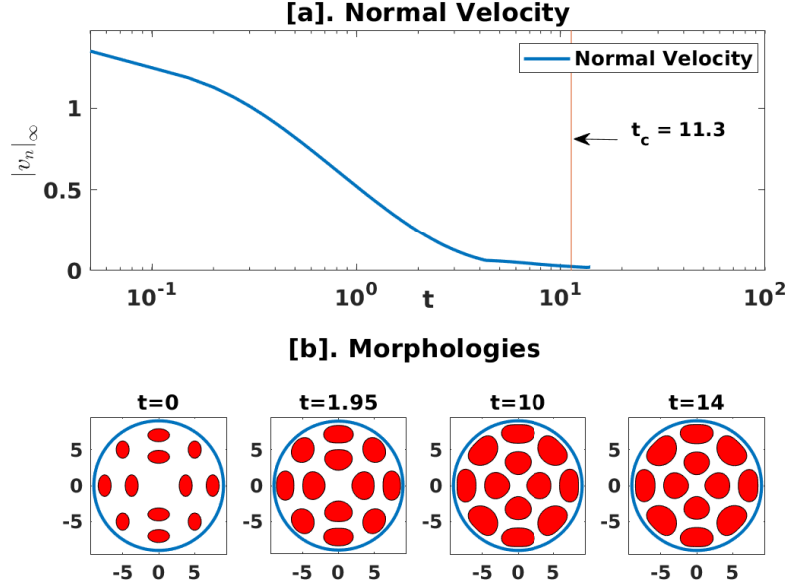 [a]. Normal Velocity
Normal Velocity
1
t_c = 11.3
|v_n|_∞
0.5
0
10^-1 10^0 t 10^1 10^2
[b]. Morphologies
t=0 t=1.95 t=10 t=14
5 5 5 5
0 0 0 0
-5 -5 -5 -5
-5 0 5 -5 0 5 -5 0 5 -5 0 5